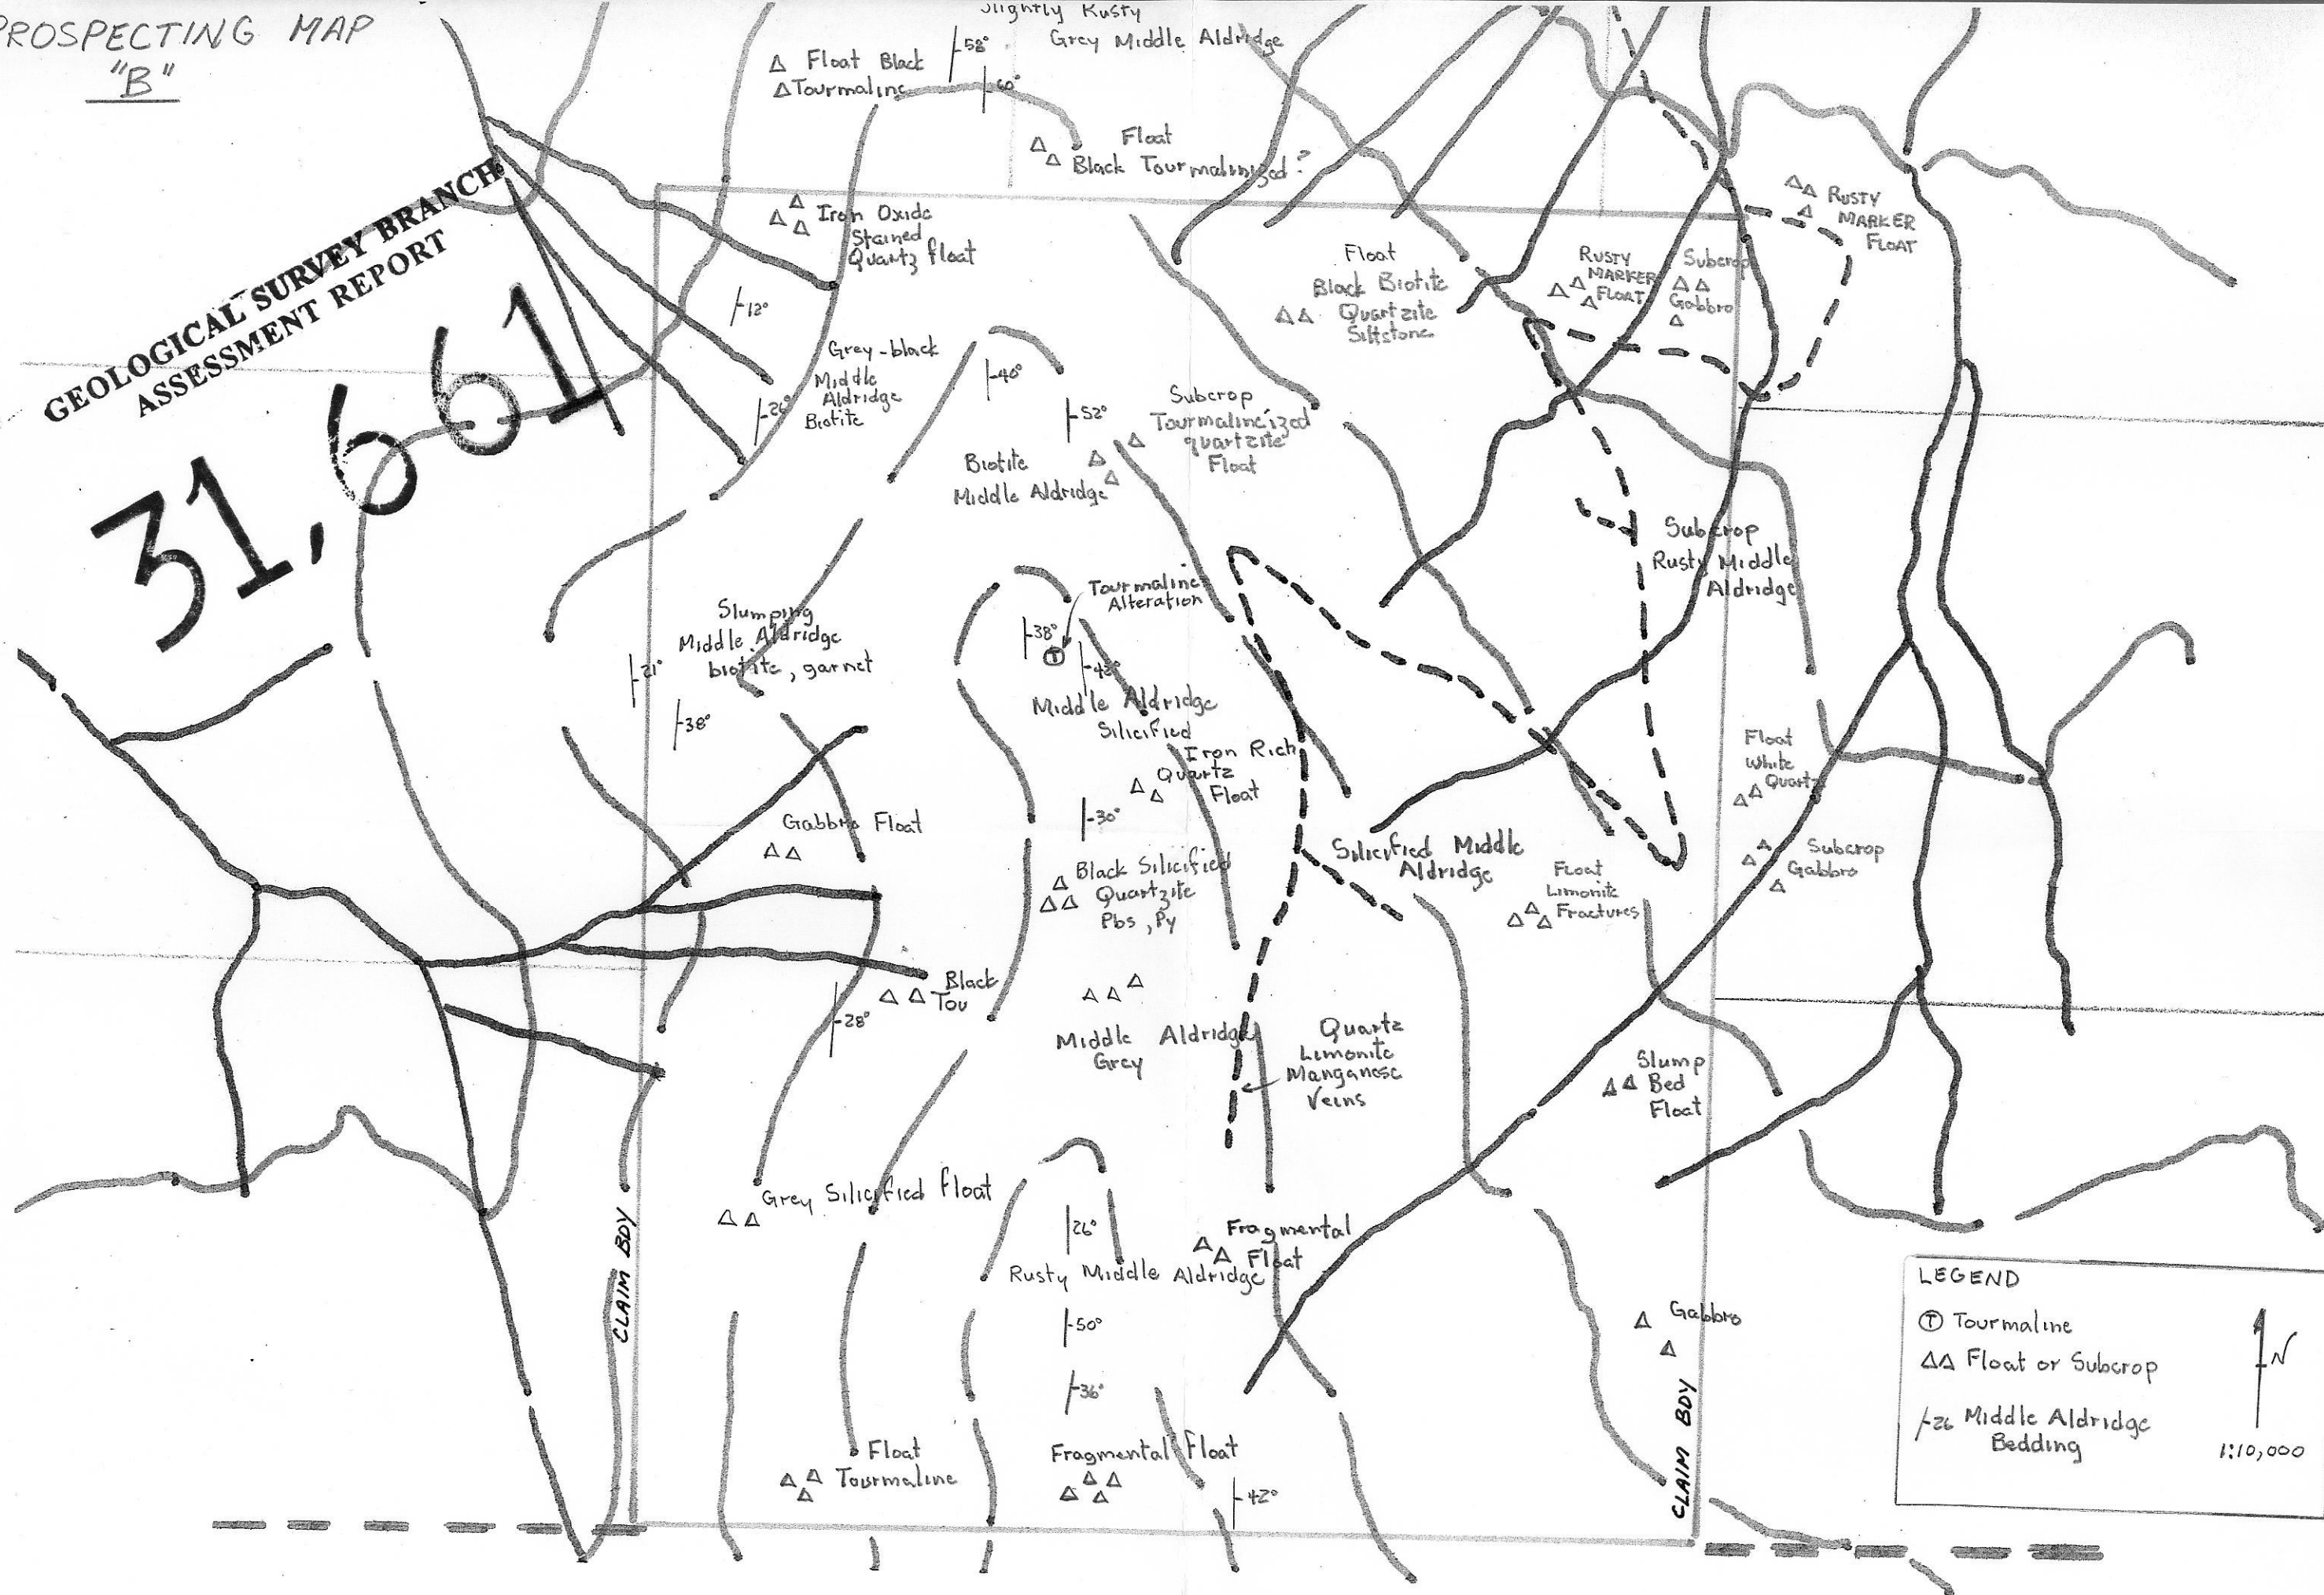 PROSPECTING MAP
"B"
GEOLOGICAL SURVEY BRANCH
ASSESSMENT REPORT
31,661
Slightly Rusty
Grey Middle Aldridge
58°
60°
Float Black
Tourmaline
Float
Black Tourmalinized?
Iron Oxide
Stained
Quartz float
RUSTY
MARKER
FLOAT
Float
Black Biotite
Quartzite
Siltstone
RUSTY
MARKER
FLOAT
Subcrop
Gabbro
12°
Grey-black
Middle
Aldridge
Biotite
26°
40°
52°
Subcrop
Tourmalinized
quartzite
Float
Biotite
Middle Aldridge
Subcrop
Rusty Middle
Aldridge
Tourmaline
Alteration
38°
T
42°
Slumping
Middle Aldridge
biotite, garnet
21°
38°
Middle Aldridge
Silicified
Iron Rich
Quartz
Float
Float
White
Quartz
30°
Gabbro Float
Silicified Middle
Aldridge
Subcrop
Gabbro
Black Silicified
Quartzite
Pbs, Py
Float
Limonite
Fractures
Black
Tou
28°
Middle Aldridge
Grey
Quartz
Limonite
Manganese
Veins
Slump
Bed
Float
Grey Silicified float
26°
Fragmental
Float
Rusty Middle Aldridge
CLAIM BDY
50°
Gabbro
36°
CLAIM BDY
Float
Tourmaline
Fragmental float
42°
LEGEND
T Tourmaline
Float or Subcrop
26 Middle Aldridge
Bedding
N
1:10,000